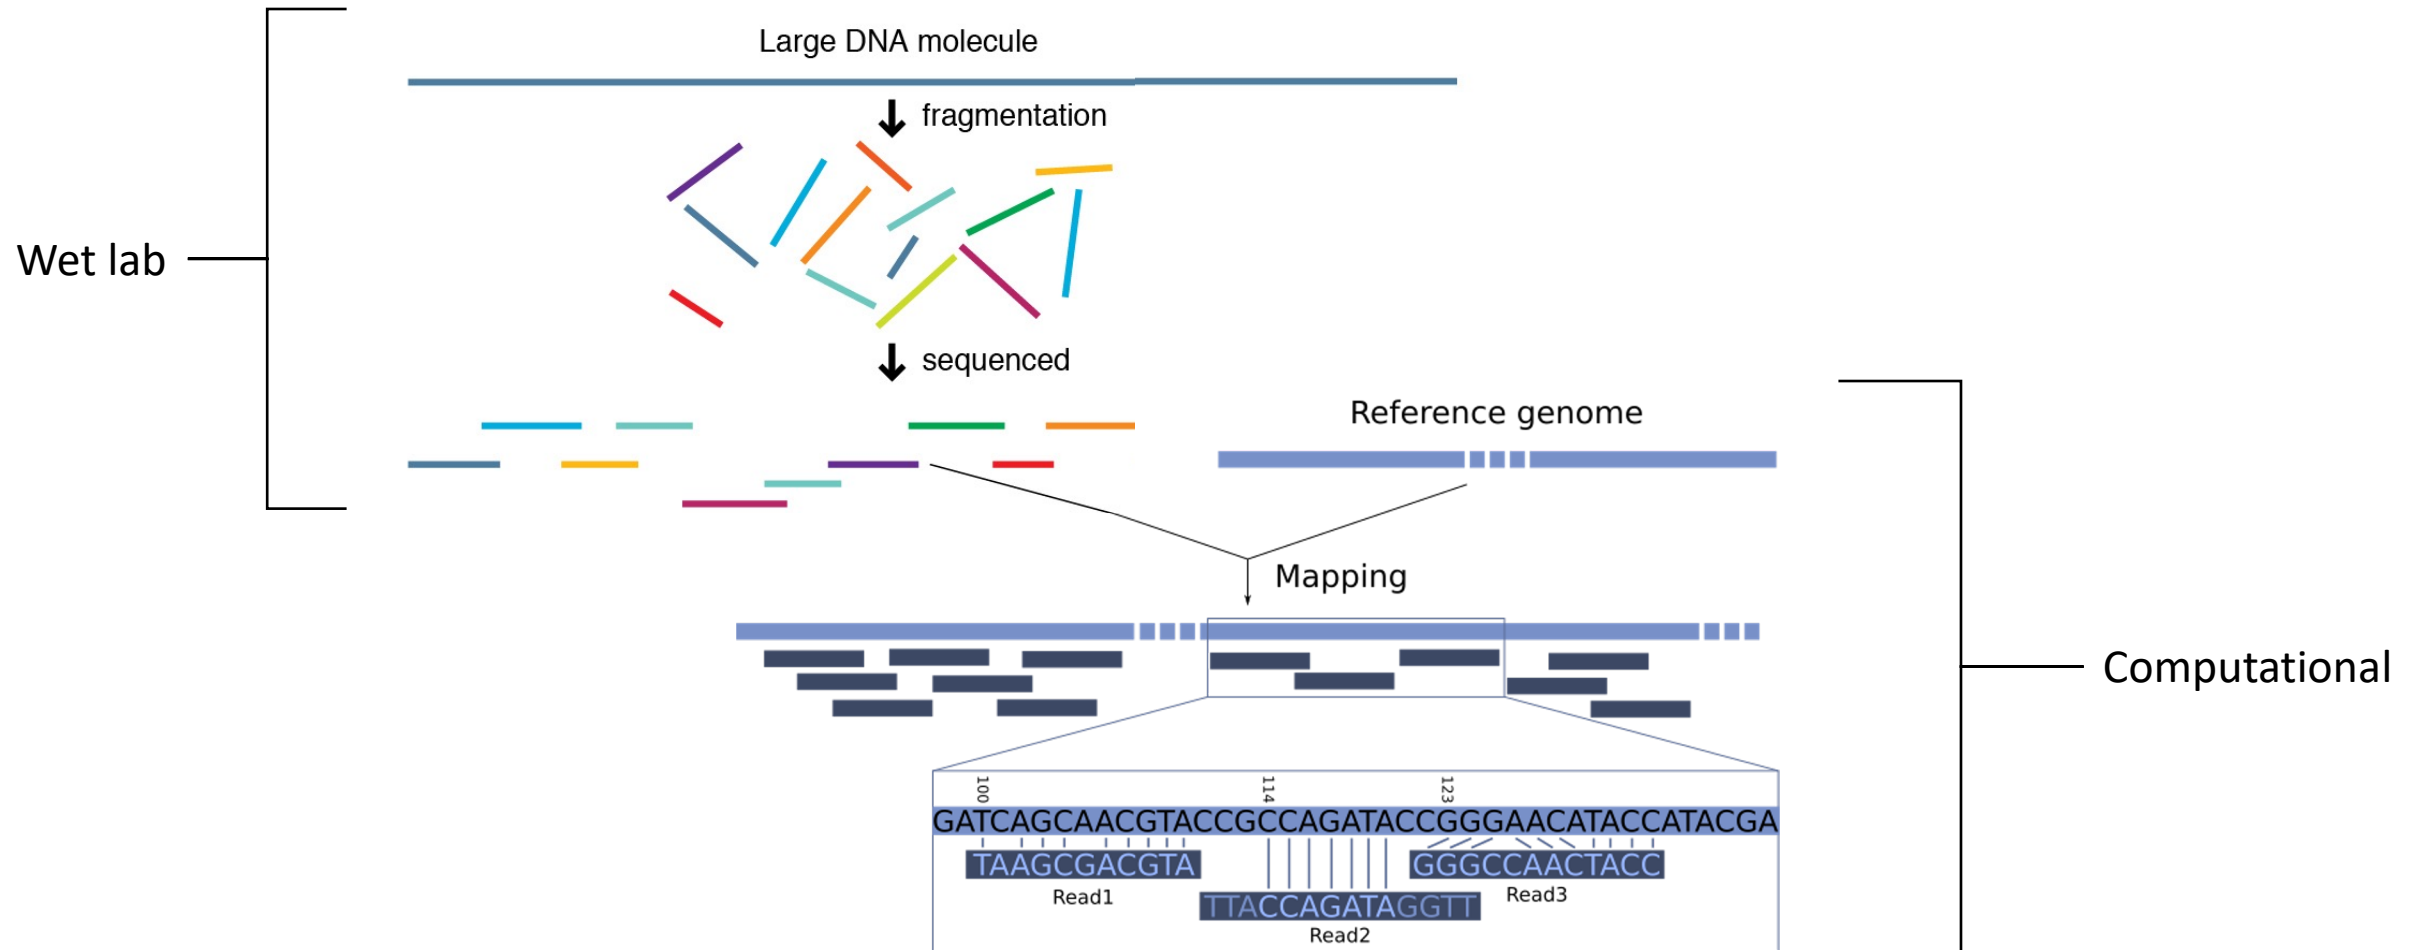 Large DNA molecule
fragmentation
Wet lab
sequenced
Reference genome
Mapping
Computational
100 114 123
GATCAGCAACGTACCGCCAGATACCGGGAACATACCATACGA
TAAGCGACGTA GGGCCAACTACC
Read1 Read3
TTACCAGATAGGTT
Read2